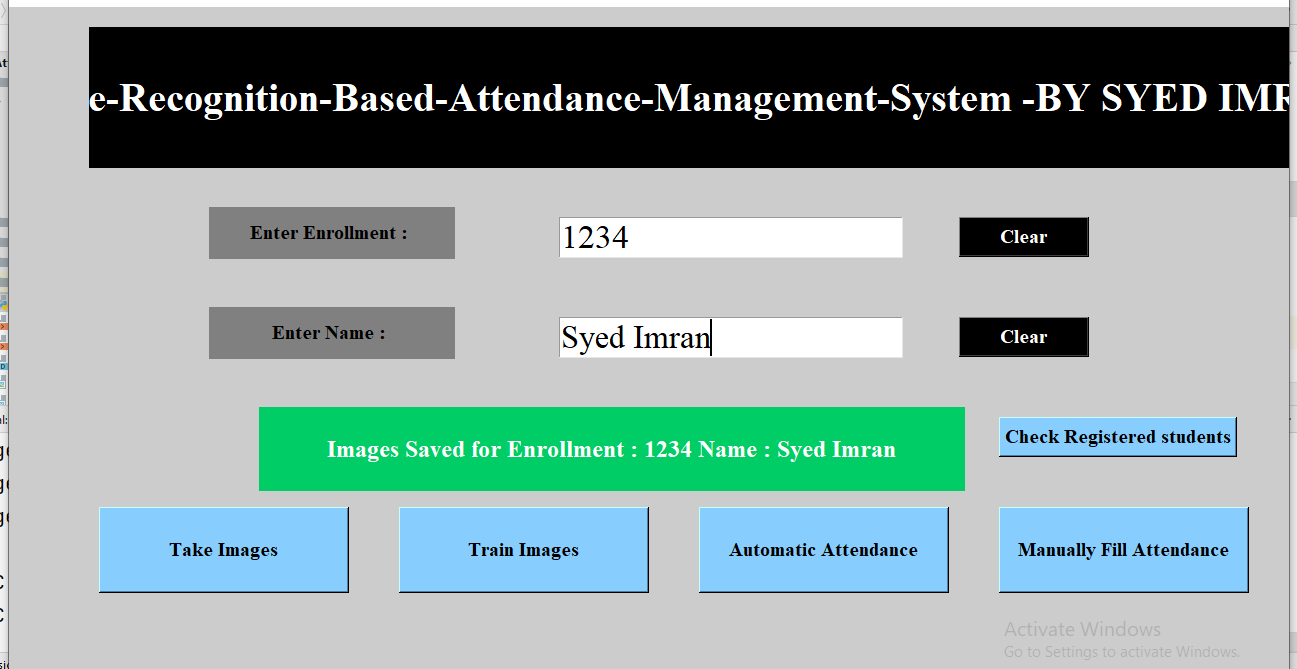 e-Recognition-Based-Attendance-Management-System -BY SYED IMR
Enter Enrollment :
1234
Clear
Enter Name :
Syed Imran
Clear
Images Saved for Enrollment : 1234 Name : Syed Imran
Check Registered students
Take Images
Train Images
Automatic Attendance
Manually Fill Attendance
Activate Windows
Go to Settings to activate Windows.